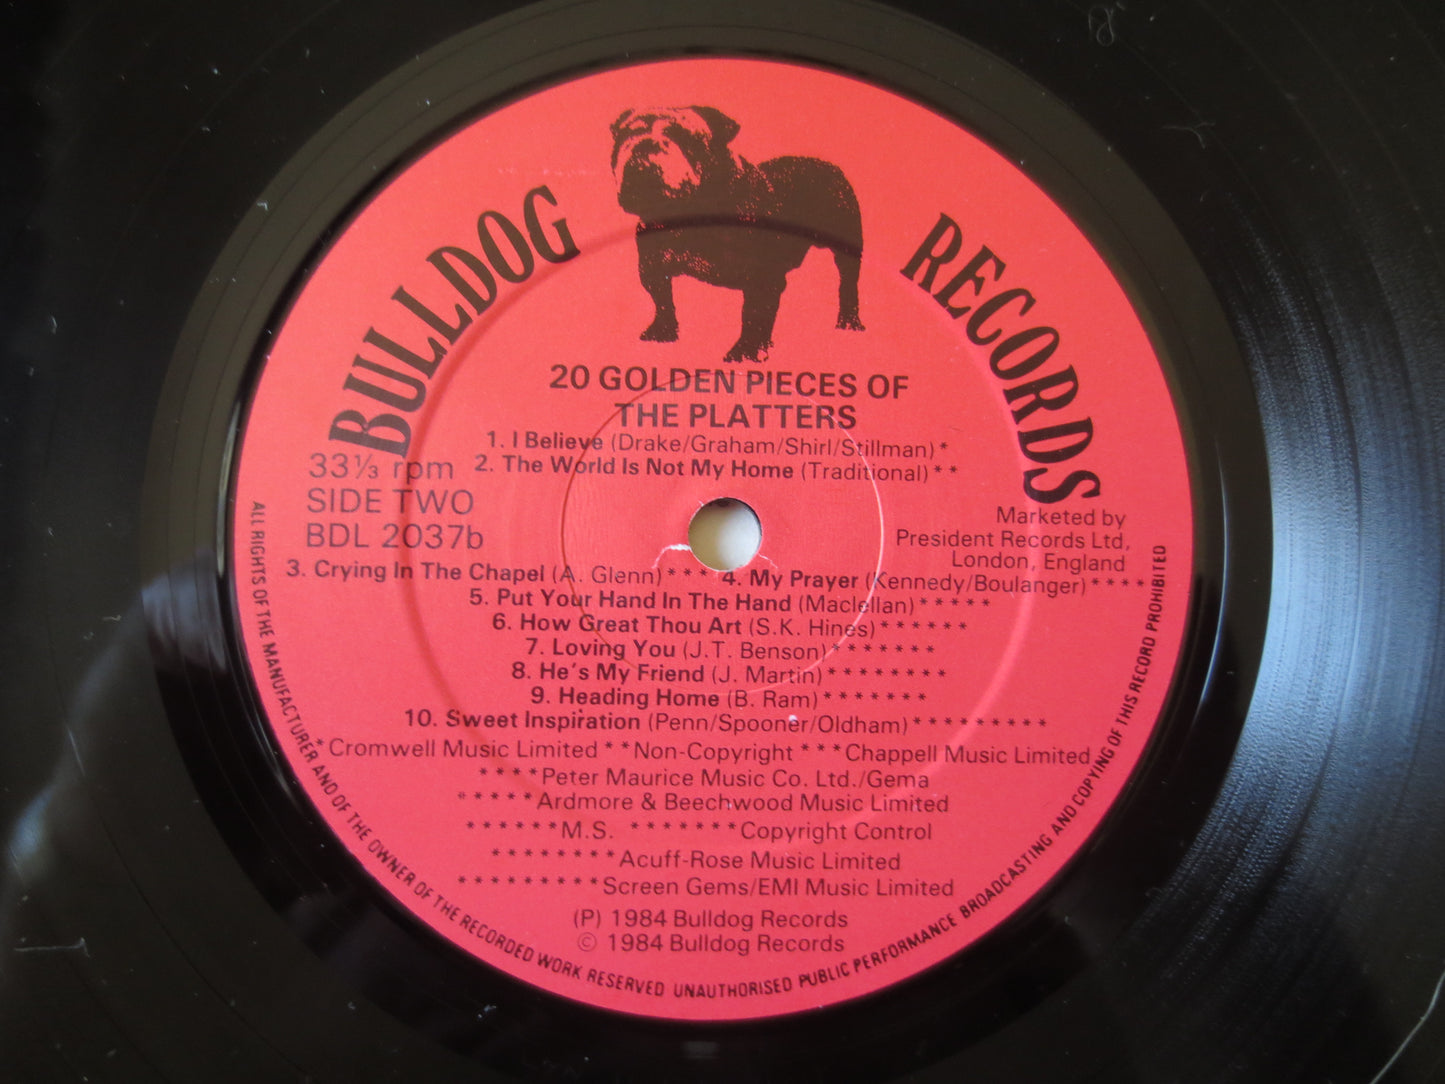 BULLDOG RECORDS
20 GOLDEN PIECES OF
THE PLATTERS
1. I Believe (Drake/Graham/Shirl/Stillman)*
2. The World Is Not My Home (Traditional)**
33⅓ rpm
SIDE TWO
BDL 2037b
Marketed by
President Records Ltd,
London, England
3. Crying In The Chapel (A. Glenn)*** 4. My Prayer (Kennedy/Boulanger)****
5. Put Your Hand In The Hand (Maclellan)*****
6. How Great Thou Art (S.K. Hines)******
7. Loving You (J.T. Benson)*******
8. He's My Friend (J. Martin)********
9. Heading Home (B. Ram)*******
10. Sweet Inspiration (Penn/Spooner/Oldham)*********
*Cromwell Music Limited **Non-Copyright ***Chappell Music Limited
****Peter Maurice Music Co. Ltd./Gema
*****Ardmore & Beechwood Music Limited
******M.S. *******Copyright Control
********Acuff-Rose Music Limited
*********Screen Gems/EMI Music Limited
(P) 1984 Bulldog Records
© 1984 Bulldog Records
ALL RIGHTS OF THE MANUFACTURER AND OF THE OWNER OF THE RECORDED WORK RESERVED UNAUTHORISED PUBLIC PERFORMANCE BROADCASTING AND COPYING OF THIS RECORD PROHIBITED